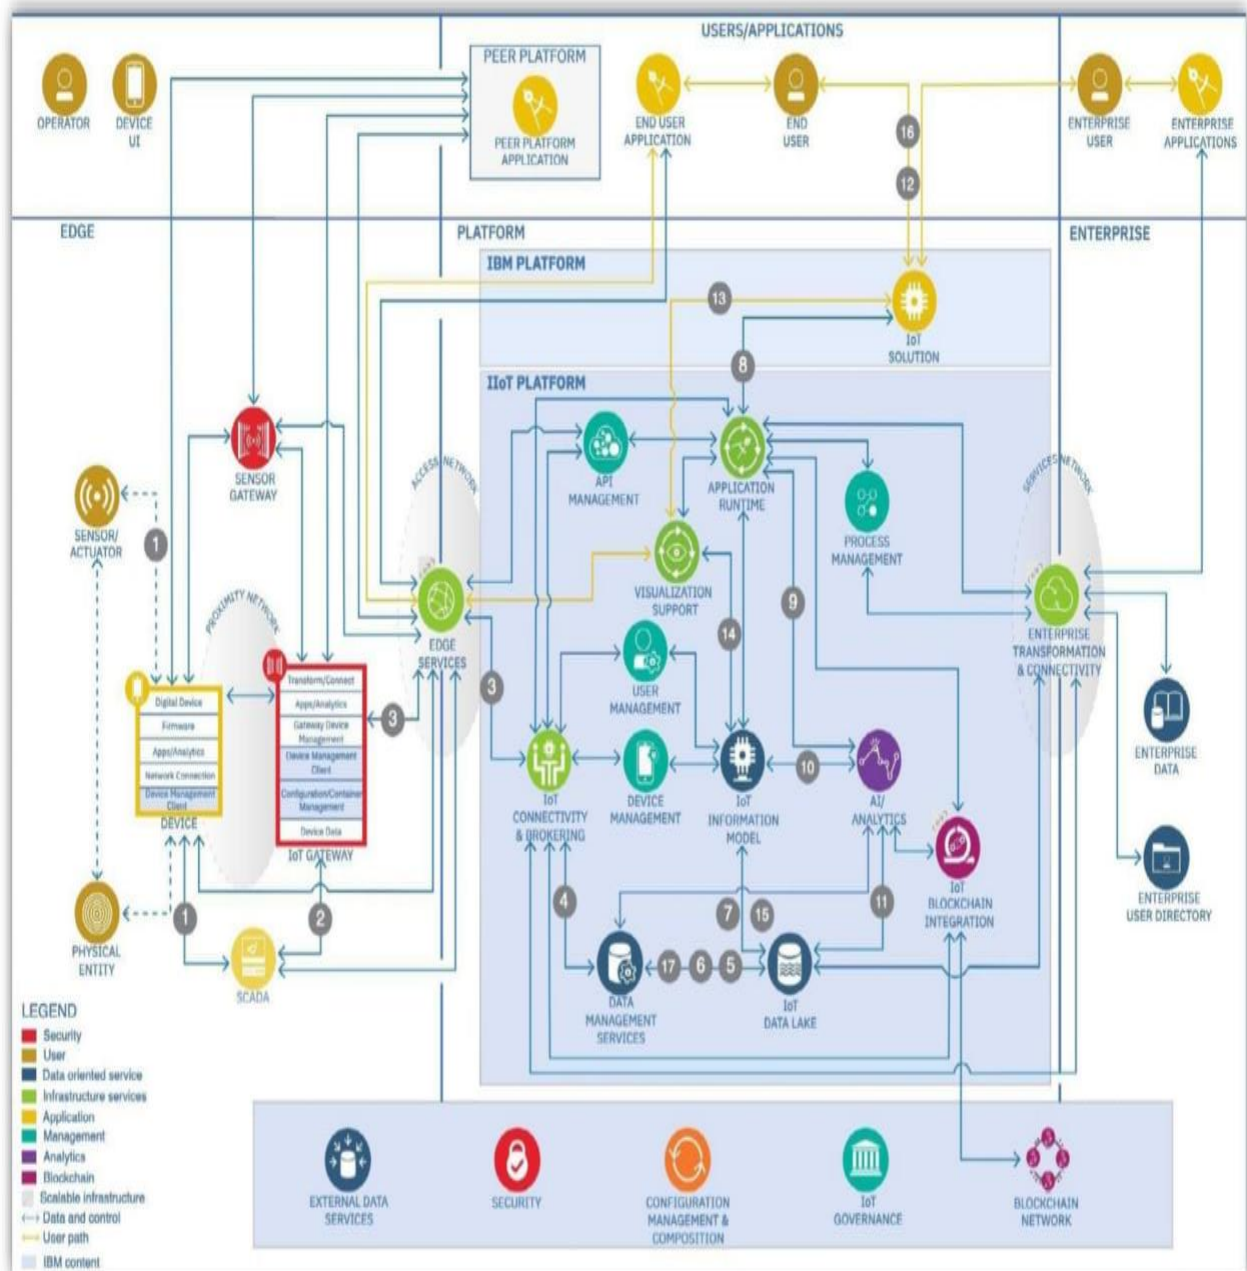 USERS/APPLICATIONS
OPERATOR
DEVICE
UI
PEER PLATFORM
PEER PLATFORM
APPLICATION
END USER
APPLICATION
END
USER
16
12
ENTERPRISE
USER
ENTERPRISE
APPLICATIONS
EDGE
PLATFORM
ENTERPRISE
IBM PLATFORM
13
IoT
SOLUTION
8
IIoT PLATFORM
SENSOR
GATEWAY
ACCESS NETWORK
API
MANAGEMENT
APPLICATION
RUNTIME
PROCESS
MANAGEMENT
SERVICES NETWORK
SENSOR/
ACTUATOR
1
PROXIMITY NETWORK
EDGE
SERVICES
VISUALIZATION
SUPPORT
9
14
ENTERPRISE
TRANSFORMATION
& CONNECTIVITY
Digital Device
Firmware
Apps/Analytics
Network Connection
Device Management
Client
DEVICE
Transform/Connect
Apps/Analytics
Gateway Device
Management
Device Management
Client
Configuration/Container
Management
Device Data
IoT GATEWAY
3
3
USER
MANAGEMENT
IoT
CONNECTIVITY
& BROKERING
DEVICE
MANAGEMENT
IoT
INFORMATION
MODEL
10
AI/
ANALYTICS
ENTERPRISE
DATA
IoT
BLOCKCHAIN
INTEGRATION
ENTERPRISE
USER DIRECTORY
PHYSICAL
ENTITY
1
2
SCADA
4
7
15
11
17
6
5
DATA
MANAGEMENT
SERVICES
IoT
DATA LAKE
LEGEND
Security
User
Data oriented service
Infrastructure services
Application
Management
Analytics
Blockchain
Scalable infrastructure
Data and control
User path
IBM content
EXTERNAL DATA
SERVICES
SECURITY
CONFIGURATION
MANAGEMENT &
COMPOSITION
IoT
GOVERNANCE
BLOCKCHAIN
NETWORK